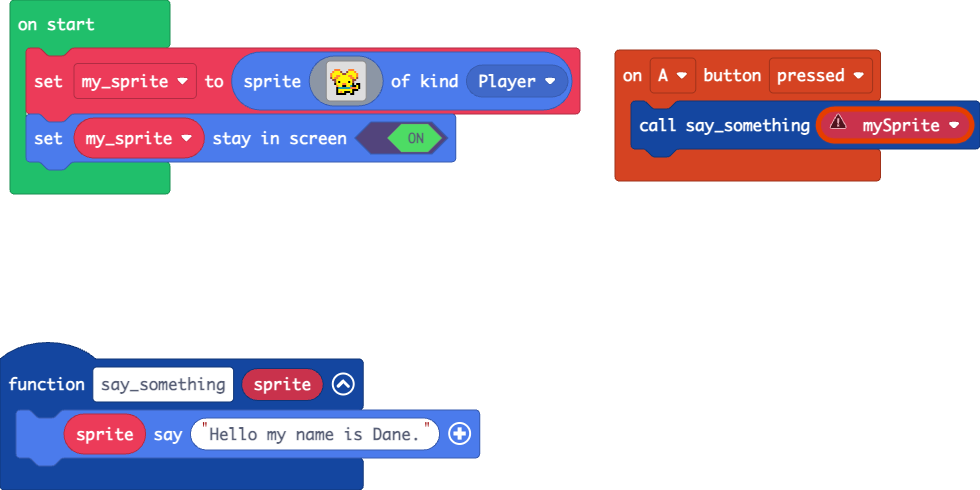 on start
set my_sprite to sprite of kind Player
set my_sprite stay in screen ON
on A button pressed
call say_something mySprite
function say_something sprite
sprite say "Hello my name is Dane."